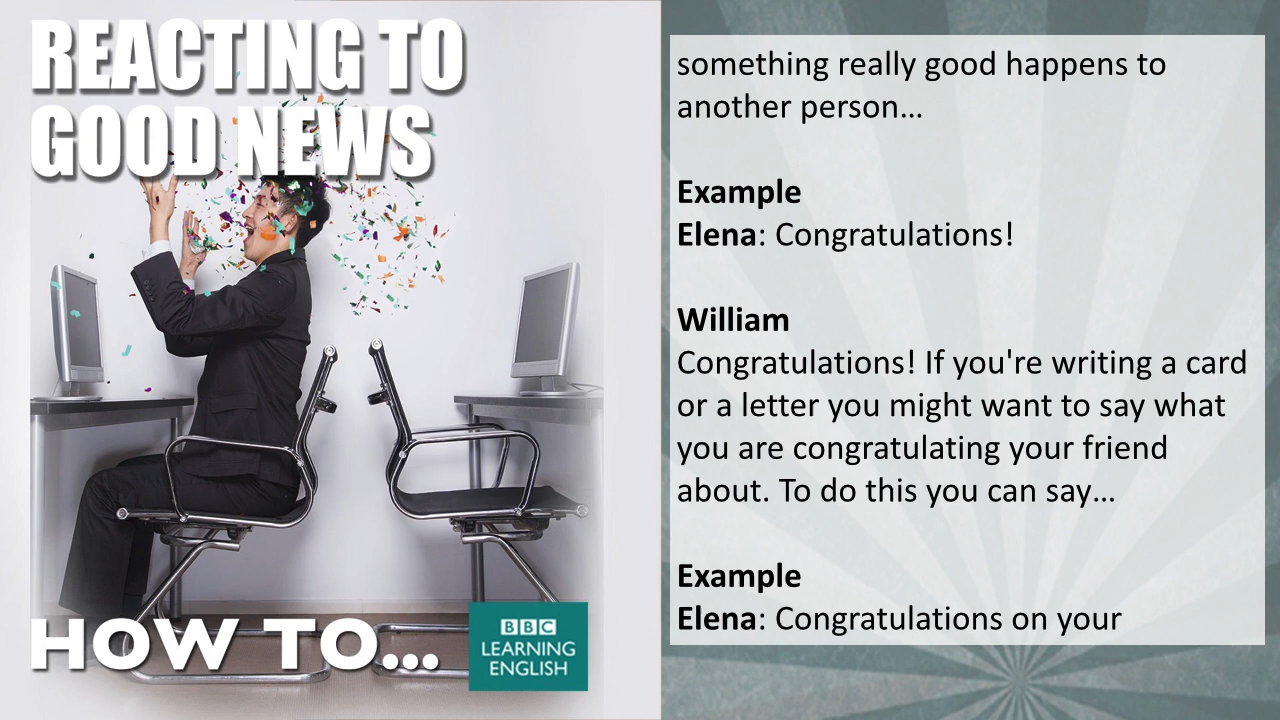 REACTING TO
GOOD NEWS
HOW TO...
BBC
LEARNING
ENGLISH
something really good happens to
another person…
Example
Elena: Congratulations!
William
Congratulations! If you're writing a card
or a letter you might want to say what
you are congratulating your friend
about. To do this you can say…
Example
Elena: Congratulations on your